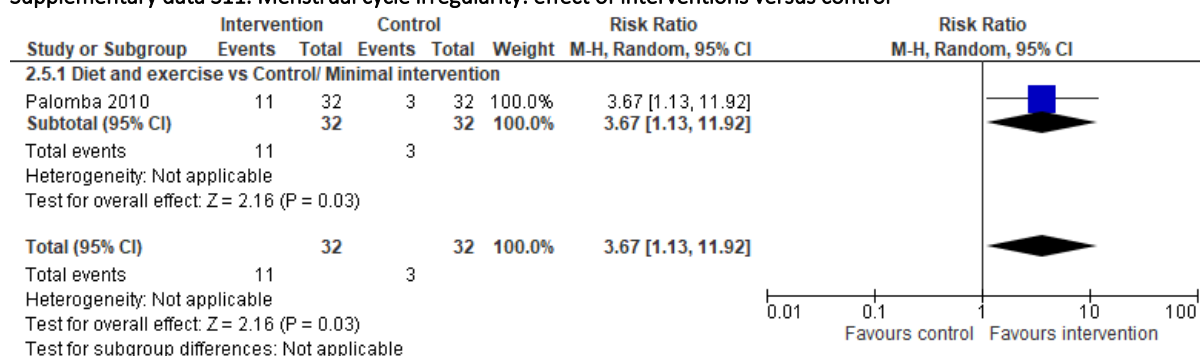 Supplementary data S11. Menstrual cycle irregularity: effect of interventions versus control
Intervention Control Risk Ratio Risk Ratio
Study or Subgroup Events Total Events Total Weight M-H, Random, 95% CI M-H, Random, 95% CI
2.5.1 Diet and exercise vs Control/ Minimal intervention
Palomba 2010 11 32 3 32 100.0% 3.67 [1.13, 11.92]
Subtotal (95% CI) 32 32 100.0% 3.67 [1.13, 11.92]
Total events 11 3
Heterogeneity: Not applicable
Test for overall effect: Z = 2.16 (P = 0.03)
Total (95% CI) 32 32 100.0% 3.67 [1.13, 11.92]
Total events 11 3
Heterogeneity: Not applicable
Test for overall effect: Z = 2.16 (P = 0.03)
Test for subgroup differences: Not applicable
0.01 0.1 1 10 100
Favours control Favours intervention